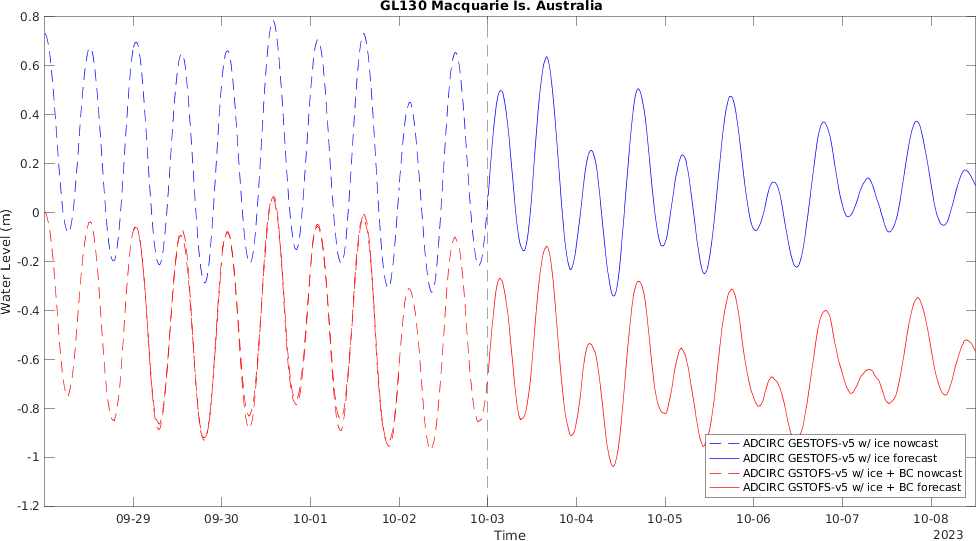 GL130 Macquarie Is. Australia
Water Level (m)
0.8
0.6
0.4
0.2
0
-0.2
-0.4
-0.6
-0.8
-1
-1.2
ADCIRC GESTOFS-v5 w/ ice nowcast
ADCIRC GESTOFS-v5 w/ ice forecast
ADCIRC GSTOFS-v5 w/ ice + BC nowcast
ADCIRC GSTOFS-v5 w/ ice + BC forecast
09-29 09-30 10-01 10-02 10-03 10-04 10-05 10-06 10-07 10-08
Time
2023